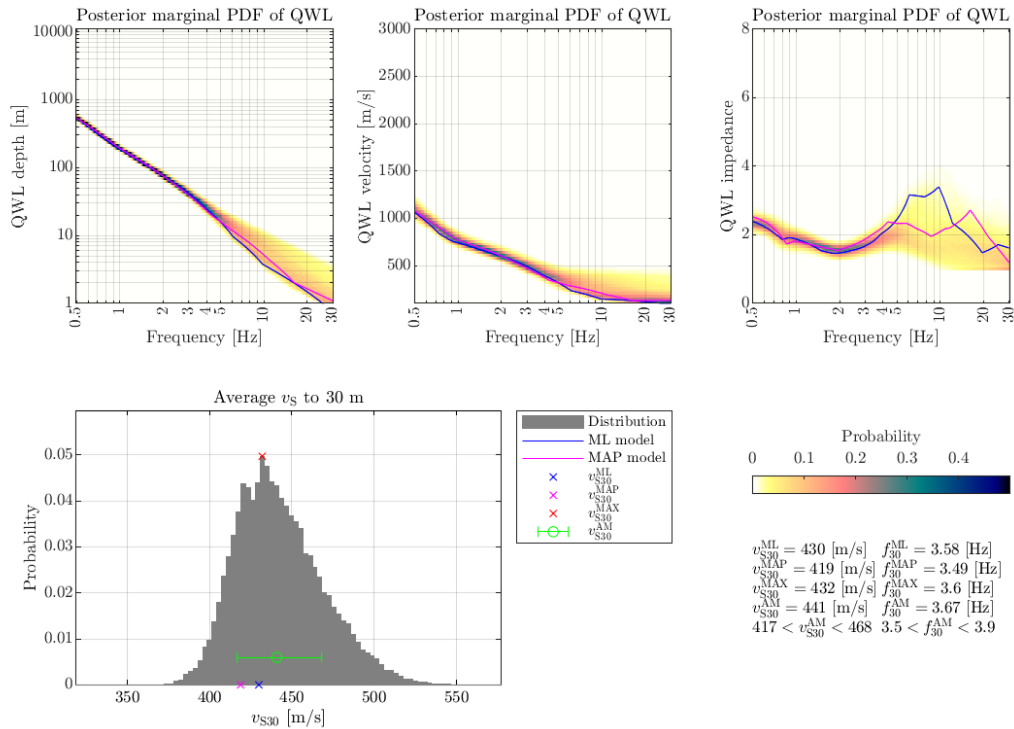 Posterior marginal PDF of QWL
Posterior marginal PDF of QWL
Posterior marginal PDF of QWL
10000
1000
100
10
1
QWL depth [m]
0.5 1 2 3 4 5 10 20 30
Frequency [Hz]
3000
2500
2000
1500
1000
500
QWL velocity [m/s]
0.5 1 2 3 4 5 10 20 30
Frequency [Hz]
8
6
4
2
0
QWL impedance
0.5 1 2 3 4 5 10 20 30
Frequency [Hz]
Average v_S to 30 m
0.05
0.04
0.03
0.02
0.01
0
Probability
350 400 450 500 550
v_S30 [m/s]
Distribution
ML model
MAP model
v_S30^ML
v_S30^MAP
v_S30^MAX
v_S30^AM
Probability
0 0.1 0.2 0.3 0.4
v_S30^ML = 430 [m/s] f_30^ML = 3.58 [Hz]
v_S30^MAP = 419 [m/s] f_30^MAP = 3.49 [Hz]
v_S30^MAX = 432 [m/s] f_30^MAX = 3.6 [Hz]
v_S30^AM = 441 [m/s] f_30^AM = 3.67 [Hz]
417 < v_S30^AM < 468 3.5 < f_30^AM < 3.9